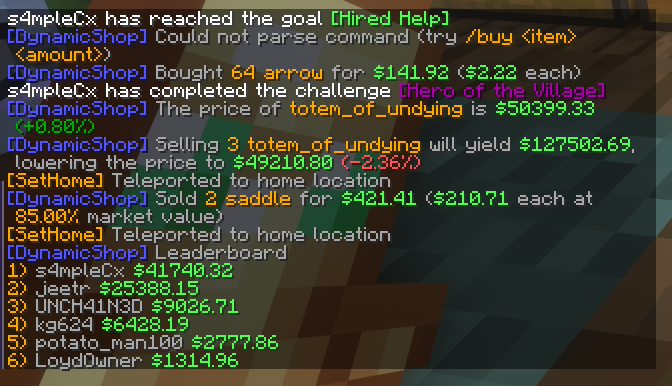 s4mpleCx has reached the goal [Hired Help]
[DynamicShop] Could not parse command (try /buy <item>
<amount>)
[DynamicShop] Bought 64 arrow for $141.92 ($2.22 each)
s4mpleCx has completed the challenge [Hero of the Village]
[DynamicShop] The price of totem_of_undying is $50399.33
(+0.80%)
[DynamicShop] Selling 3 totem_of_undying will yield $127502.69,
lowering the price to $49210.80 (-2.36%)
[SetHome] Teleported to home location
[DynamicShop] Sold 2 saddle for $421.41 ($210.71 each at
85.00% market value)
[SetHome] Teleported to home location
[DynamicShop] Leaderboard
1) s4mpleCx $41740.32
2) jeetr $25388.15
3) UNCH41N3D $9026.71
4) kg624 $6428.19
5) potato_man100 $2777.86
6) LoydOwner $1314.96